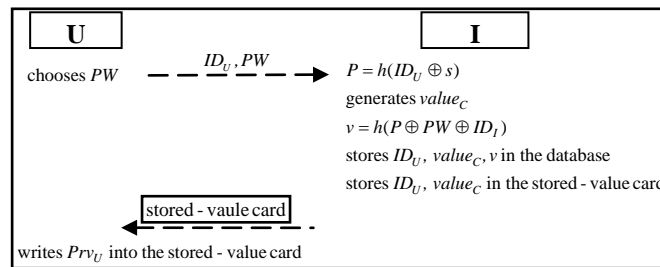 U I
chooses PW ID_U, PW P = h(ID_U ⊕ s)
generates value_C
v = h(P ⊕ PW ⊕ ID_I)
stores ID_U, value_C, v in the database
stores ID_U, value_C in the stored - value card
stored - vaule card
writes Prv_U into the stored - value card